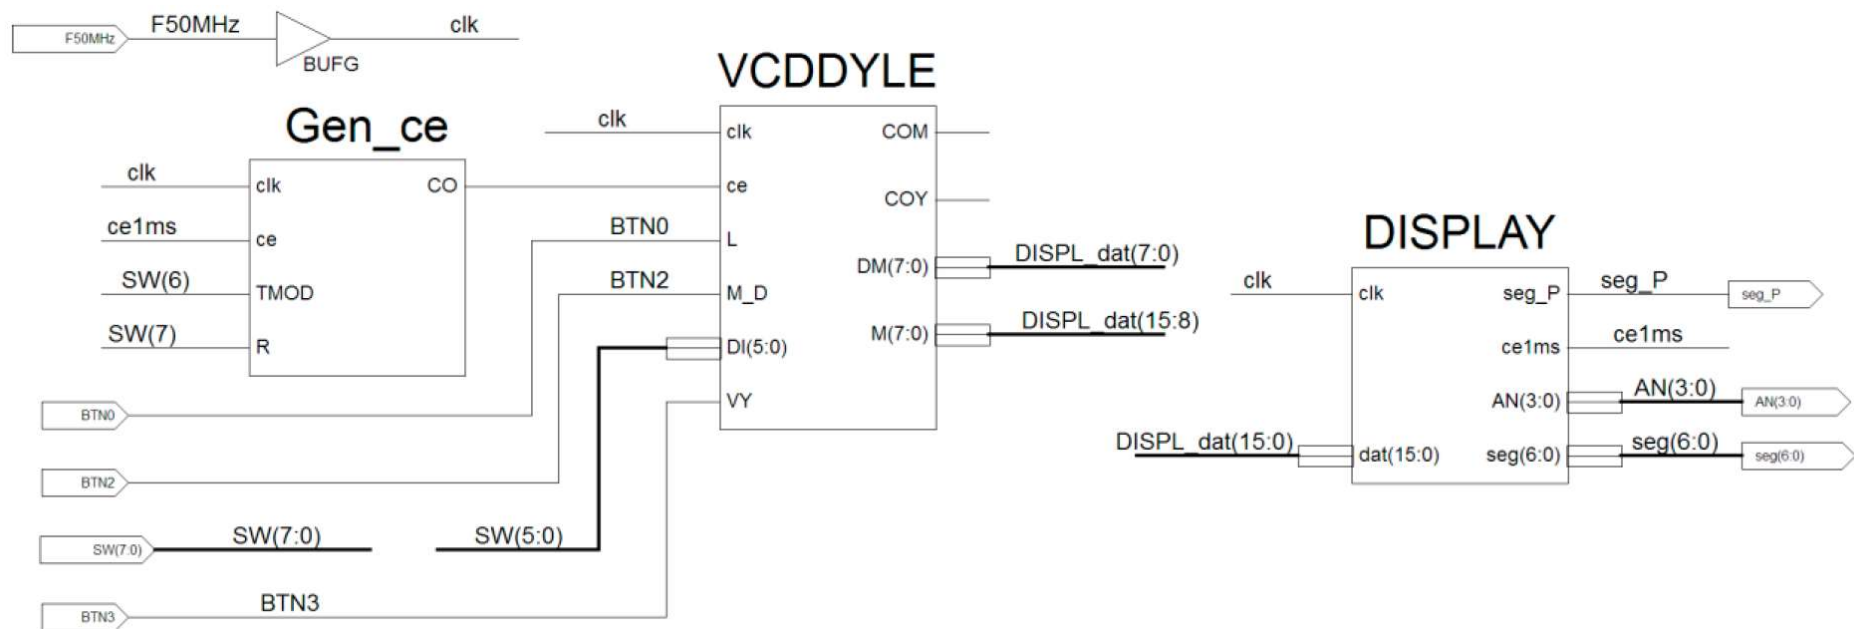 F50MHz
F50MHz
clk
BUFG
VCDDYLE
Gen_ce
clk
clk
COM
clk
clk
CO
ce
COY
ce1ms
ce
BTN0
L
DM(7:0)
DISPL_dat(7:0)
SW(6)
TMOD
BTN2
M_D
M(7:0)
DISPL_dat(15:8)
SW(7)
R
DI(5:0)
VY
BTN0
BTN2
SW(7:0)
SW(7:0)
SW(5:0)
BTN3
BTN3
DISPLAY
clk
clk
seg_P
seg_P
seg_P
ce1ms
ce1ms
AN(3:0)
AN(3:0)
AN(3:0)
DISPL_dat(15:0)
dat(15:0)
seg(6:0)
seg(6:0)
seg(6:0)